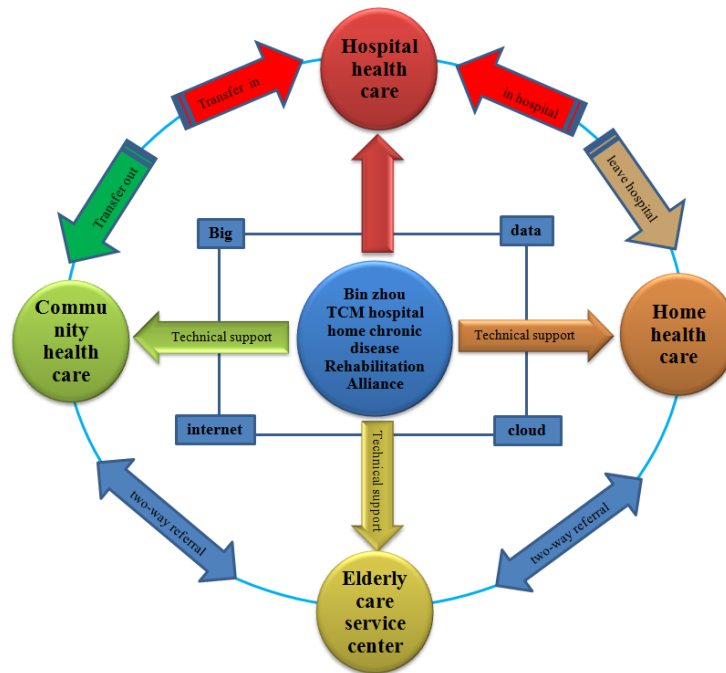 Hospital
health
care
Transfer in
in hospital
Transfer out
leave hospital
Big
data
Bin zhou
TCM hospital
home chronic
disease
Rehabilitation
Alliance
Commu
nity
health
care
Technical support
Technical support
Home
health
care
internet
cloud
Technical support
two-way referral
two-way referral
Elderly
care
service
center